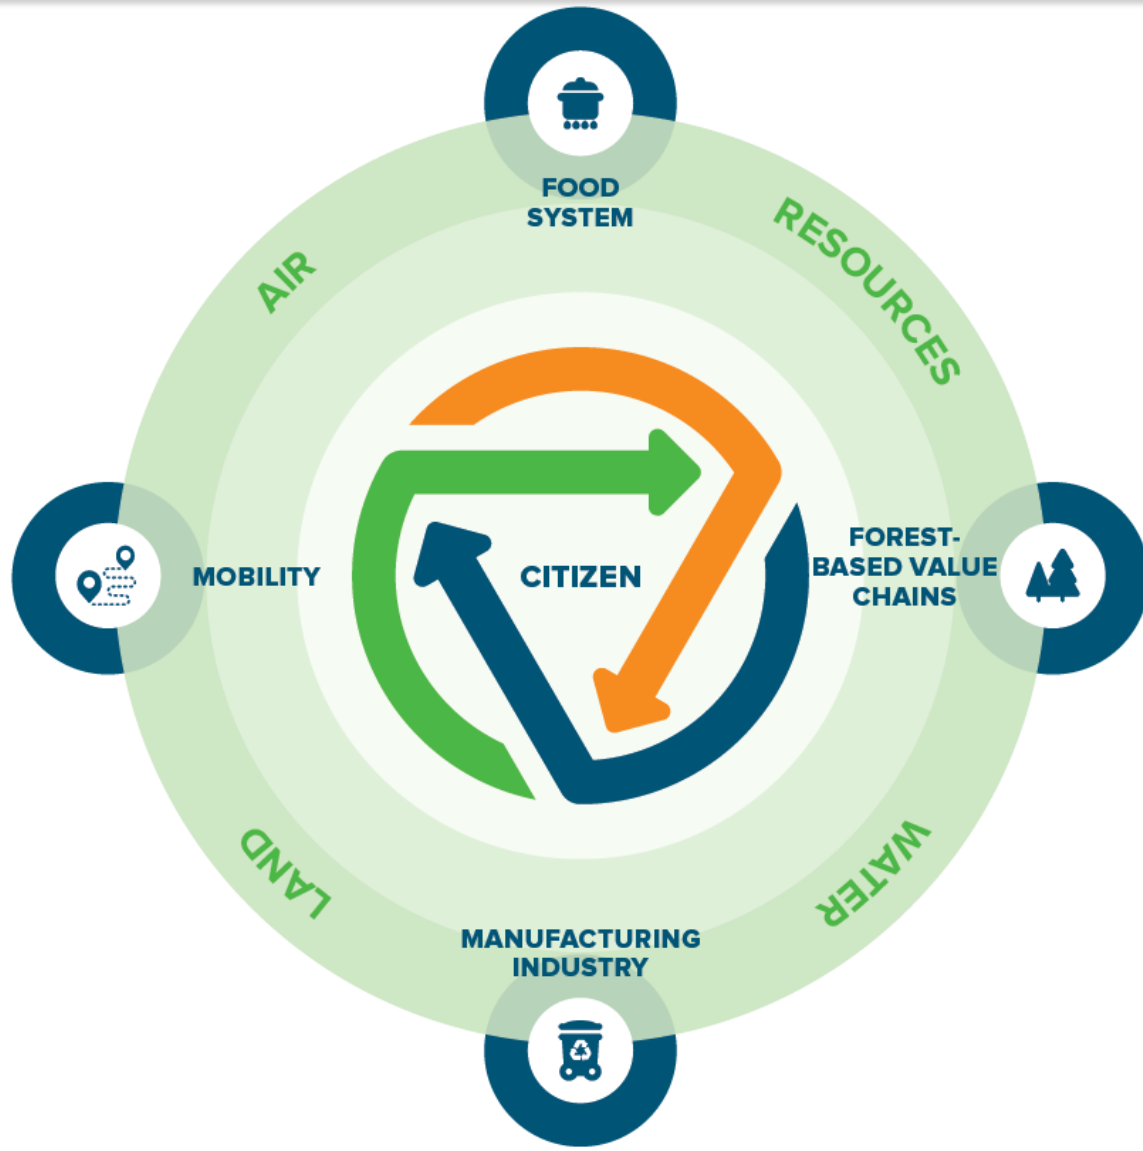 FOOD
SYSTEM
AIR
RESOURCES
MOBILITY
CITIZEN
FOREST-
BASED VALUE
CHAINS
LAND
WATER
MANUFACTURING
INDUSTRY